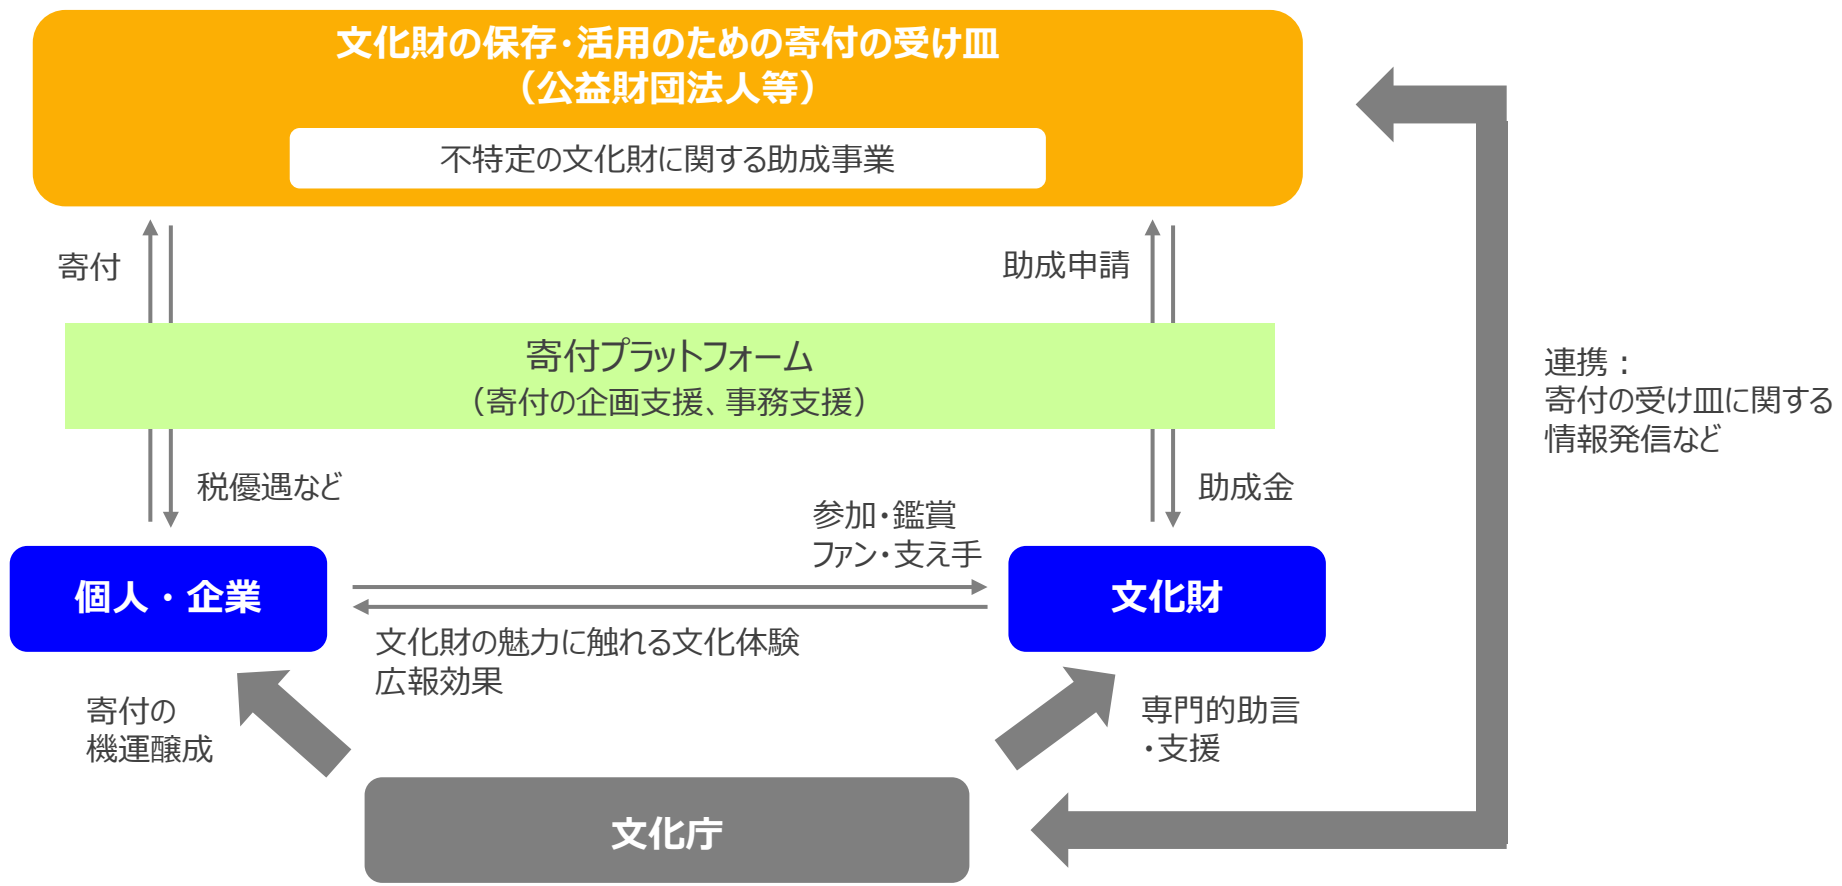 文化財の保存・活用のための寄付の受け皿
（公益財団法人等）
不特定の文化財に関する助成事業
寄付
助成申請
寄付プラットフォーム
（寄付の企画支援、事務支援）
連携：
寄付の受け皿に関する
情報発信など
税優遇など
助成金
参加・鑑賞
ファン・支え手
個人・企業
文化財
文化財の魅力に触れる文化体験
広報効果
寄付の
機運醸成
専門的助言
・支援
文化庁